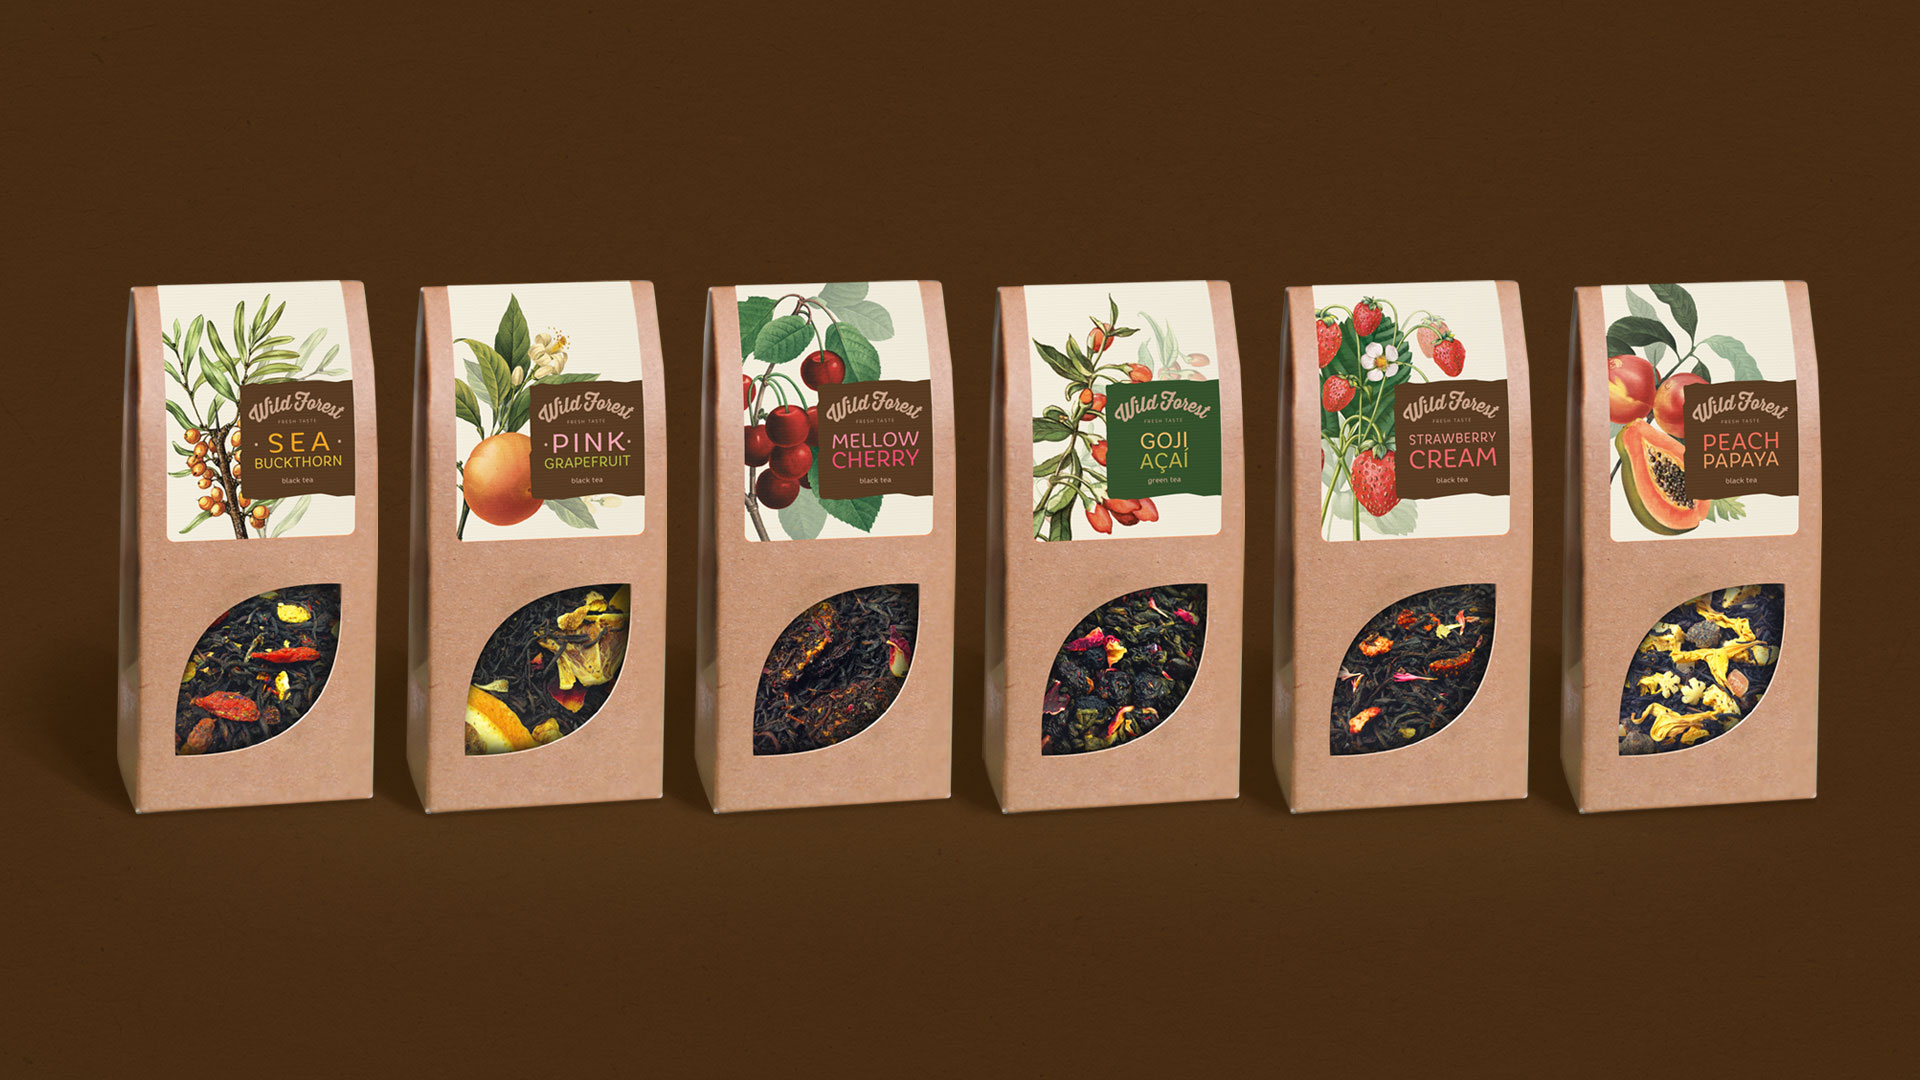 Wild Forest
FRESH TASTE
· SEA ·
BUCKTHORN
black tea
Wild Forest
FRESH TASTE
· PINK ·
GRAPEFRUIT
black tea
Wild Forest
FRESH TASTE
MELLOW
CHERRY
black tea
Wild Forest
FRESH TASTE
GOJI
AÇAÍ
green tea
Wild Forest
FRESH TASTE
STRAWBERRY
CREAM
black tea
Wild Forest
FRESH TASTE
PEACH
PAPAYA
black tea